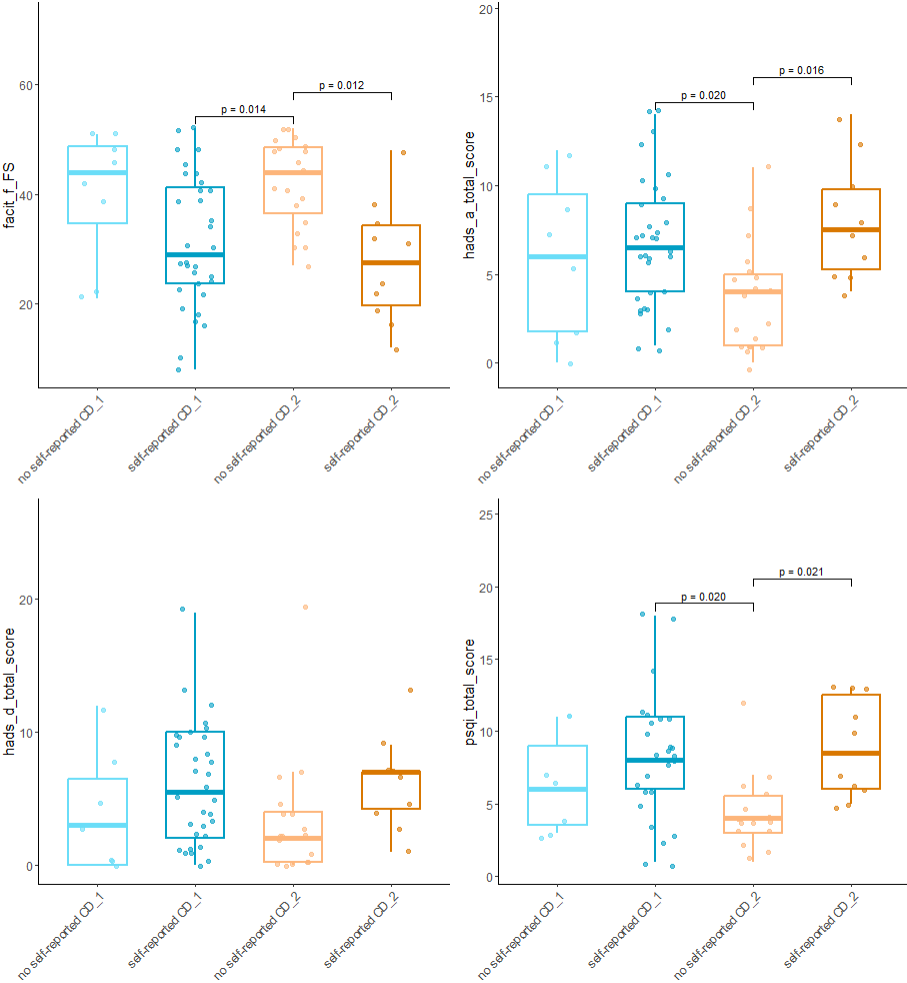 facit_f_FS
60
40
20
p = 0.014
p = 0.012
no self-reported CD_1
self-reported CD_1
no self-reported CD_2
self-reported CD_2
hads_a_total_score
20
15
10
5
0
p = 0.020
p = 0.016
no self-reported CD_1
self-reported CD_1
no self-reported CD_2
self-reported CD_2
hads_d_total_score
20
10
0
no self-reported CD_1
self-reported CD_1
no self-reported CD_2
self-reported CD_2
psqi_total_score
25
20
15
10
5
0
p = 0.020
p = 0.021
no self-reported CD_1
self-reported CD_1
no self-reported CD_2
self-reported CD_2